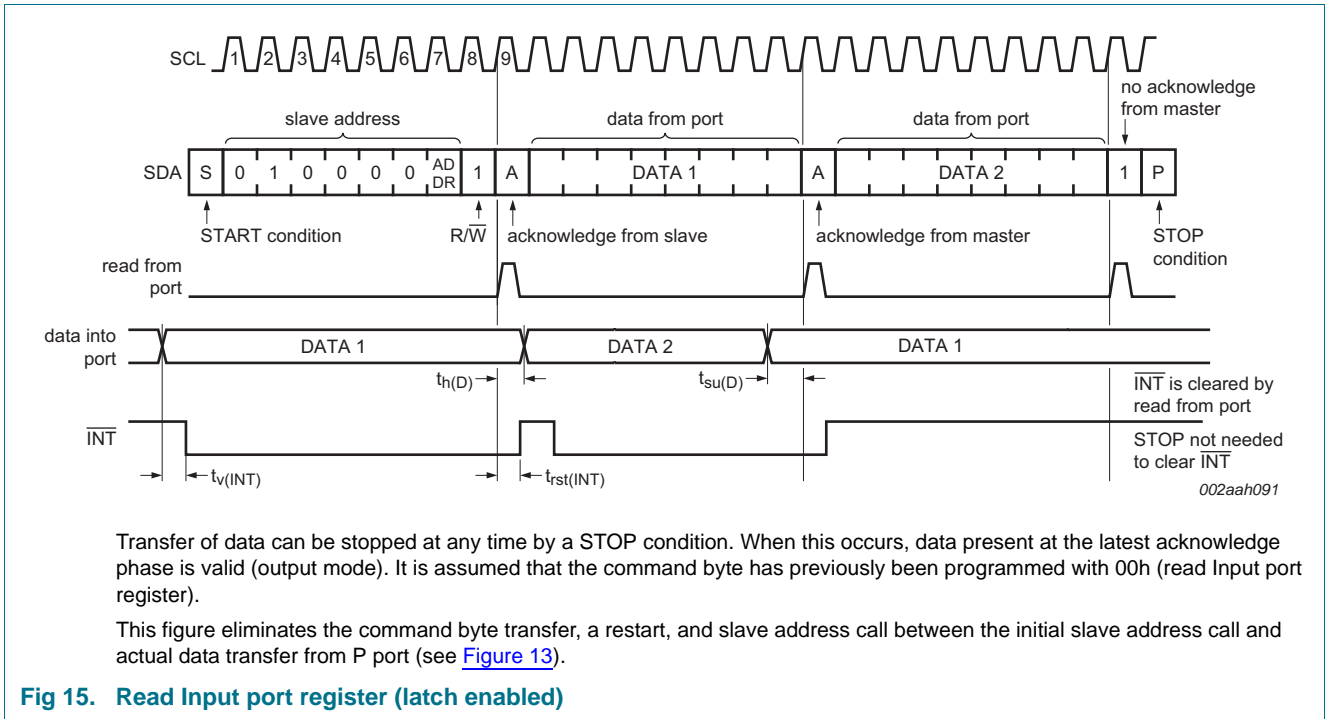 SCL 1 2 3 4 5 6 7 8 9
no acknowledge
from master
slave address
data from port
data from port
SDA S 0 1 0 0 0 0 AD DR 1 A DATA 1 A DATA 2 1 P
START condition
R/W̅
acknowledge from slave
acknowledge from master
STOP
condition
read from
port
data into
port
DATA 1
DATA 2
DATA 1
th(D)
tsu(D)
I̅N̅T̅ is cleared by
read from port
I̅N̅T̅
STOP not needed
to clear I̅N̅T̅
tv(INT)
trst(INT)
002aah091
Transfer of data can be stopped at any time by a STOP condition. When this occurs, data present at the latest acknowledge
phase is valid (output mode). It is assumed that the command byte has previously been programmed with 00h (read Input port
register).
This figure eliminates the command byte transfer, a restart, and slave address call between the initial slave address call and
actual data transfer from P port (see Figure 13).
Fig 15. Read Input port register (latch enabled)